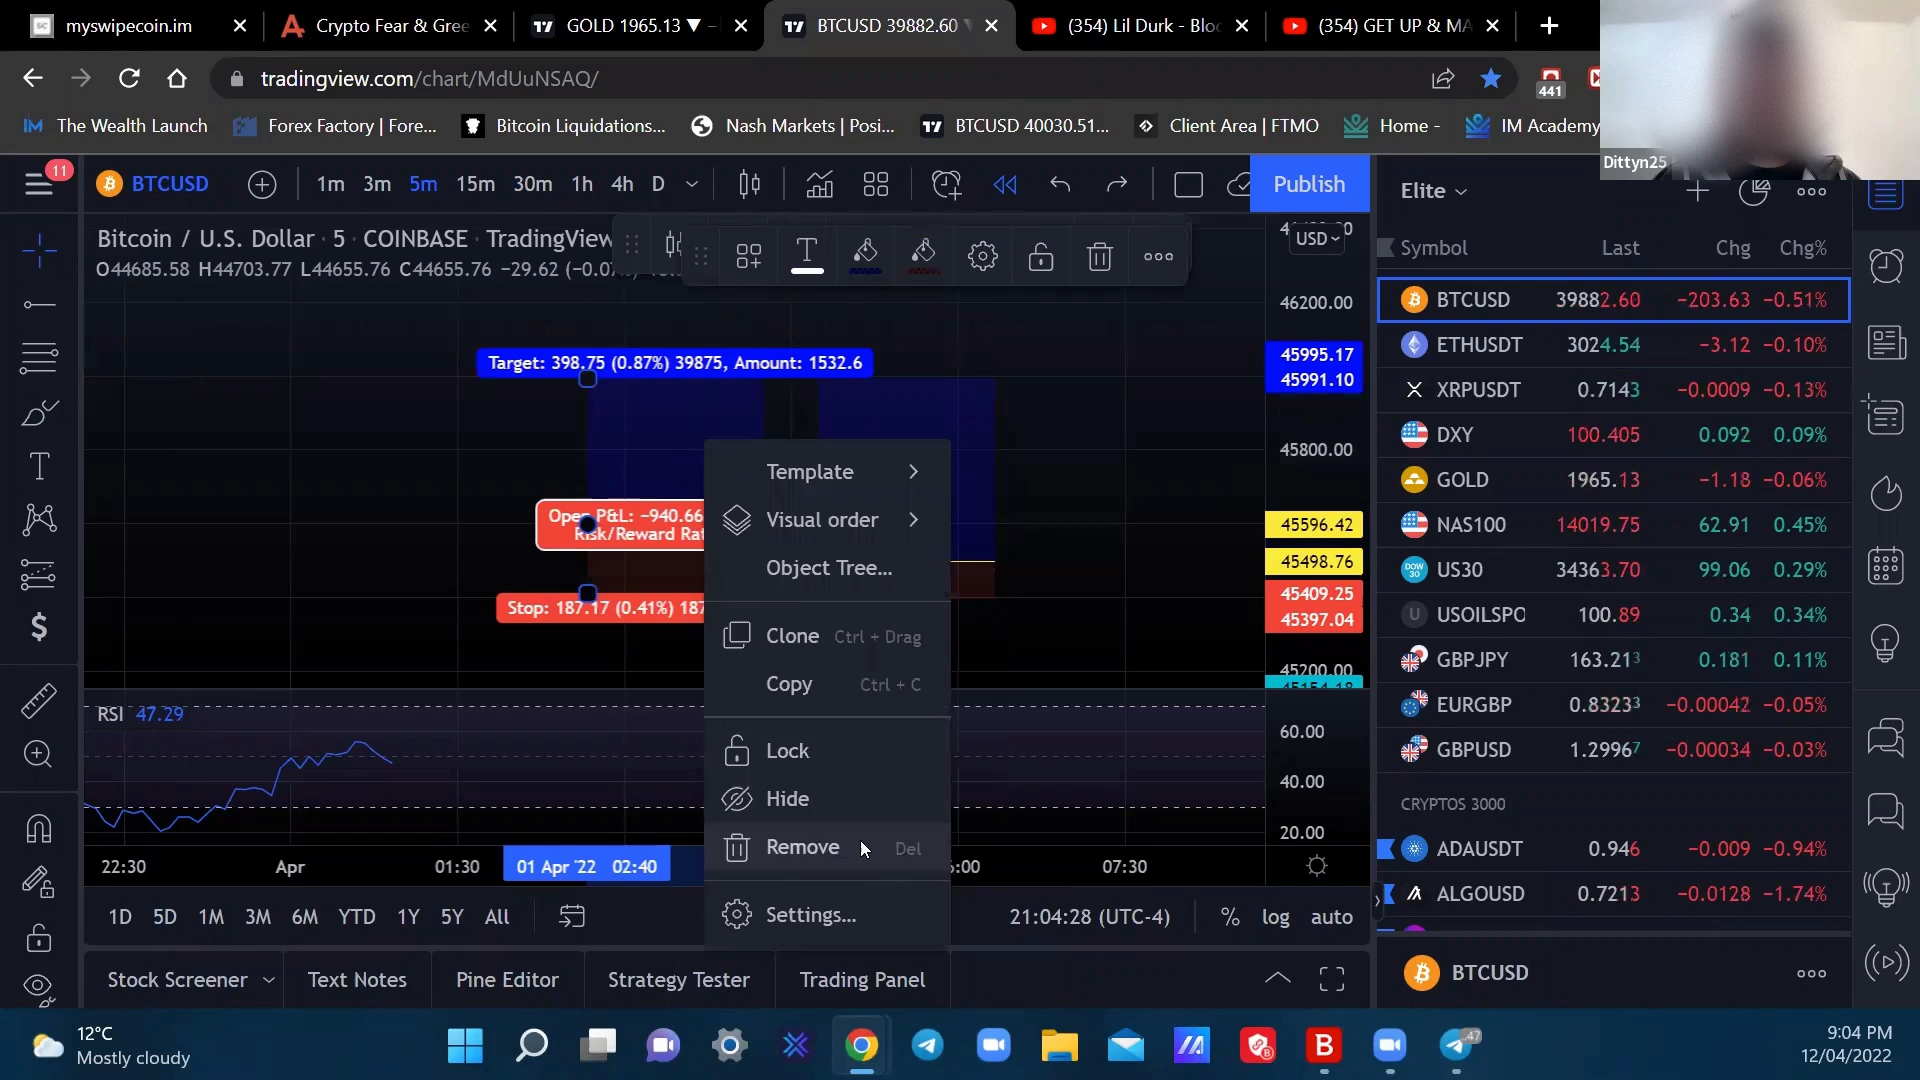 myswipecoin.im
Crypto Fear & Gree
GOLD 1965.13 ▼
BTCUSD 39882.60
(354) Lil Durk - Blo
(354) GET UP & MA
tradingview.com/chart/MdUuNSAQ/
441
The Wealth Launch
Forex Factory | Fore...
Bitcoin Liquidations...
Nash Markets | Posi...
BTCUSD 40030.51...
Client Area | FTMO
Home -
IM Academy
Dittyn25
11
BTCUSD
1m 3m 5m 15m 30m 1h 4h D
Publish
Elite
Bitcoin / U.S. Dollar · 5 · COINBASE · TradingView
O44685.58 H44703.77 L44655.76 C44655.76 −29.62
USD
46200.00
45995.17
45991.10
45800.00
45596.42
45498.76
45409.25
45397.04
45200.00
Target: 398.75 (0.87%) 39875, Amount: 1532.6
Open P&L: −940.66
Risk/Reward Rat
Stop: 187.17 (0.41%) 187
Template
Visual order
Object Tree...
Clone Ctrl + Drag
Copy Ctrl + C
Lock
Hide
Remove Del
Settings...
RSI 47.29
60.00
40.00
20.00
22:30 Apr 01:30 01 Apr '22 02:40 07:30
1D 5D 1M 3M 6M YTD 1Y 5Y All
21:04:28 (UTC-4) % log auto
Stock Screener
Text Notes
Pine Editor
Strategy Tester
Trading Panel
Symbol Last Chg Chg%
BTCUSD 39882.60 −203.63 −0.51%
ETHUSDT 3024.54 −3.12 −0.10%
XRPUSDT 0.7143 −0.0009 −0.13%
DXY 100.405 0.092 0.09%
GOLD 1965.13 −1.18 −0.06%
NAS100 14019.75 62.91 0.45%
US30 34363.70 99.06 0.29%
USOILSPO 100.89 0.34 0.34%
GBPJPY 163.213 0.181 0.11%
EURGBP 0.83233 −0.00042 −0.05%
GBPUSD 1.29967 −0.00034 −0.03%
CRYPTOS 3000
ADAUSDT 0.946 −0.009 −0.94%
ALGOUSD 0.7213 −0.0128 −1.74%
BTCUSD
12°C
Mostly cloudy
47
9:04 PM
12/04/2022